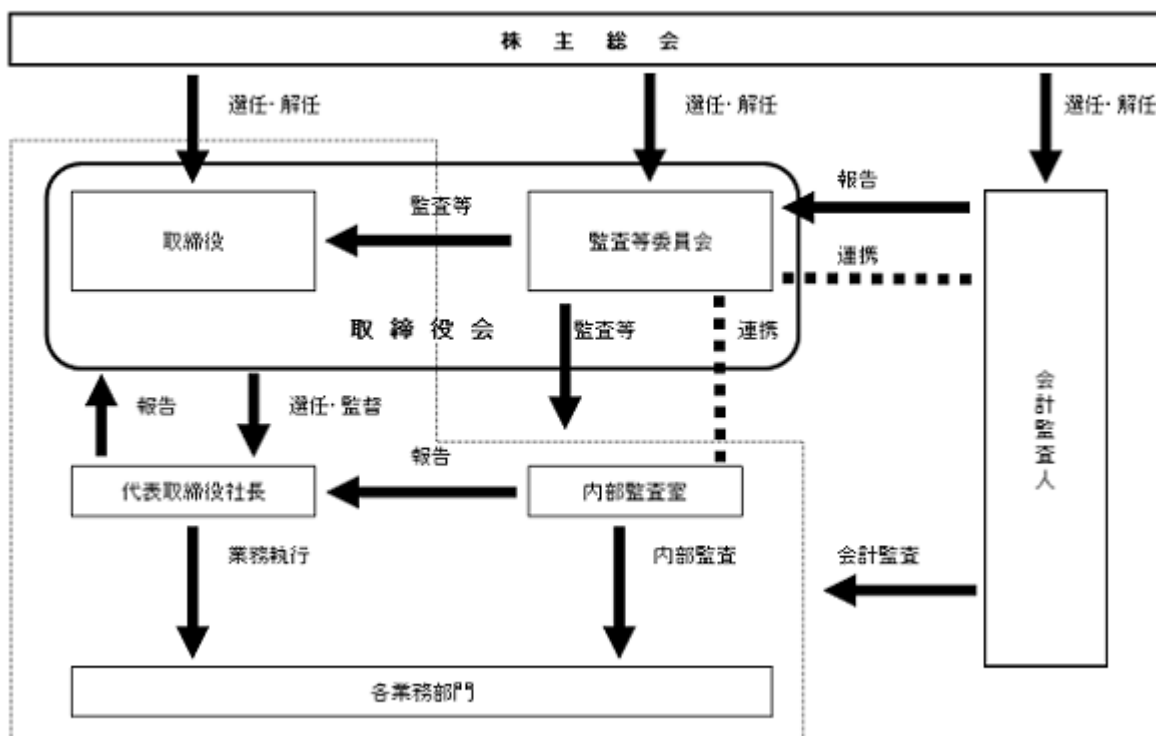 株主総会
選任・解任
選任・解任
選任・解任
報告
監査等
取締役
監査等委員会
連携
取締役会
監査等
連携
会計監査人
報告
選任・監督
報告
代表取締役社長
内部監査室
業務執行
内部監査
会計監査
各業務部門